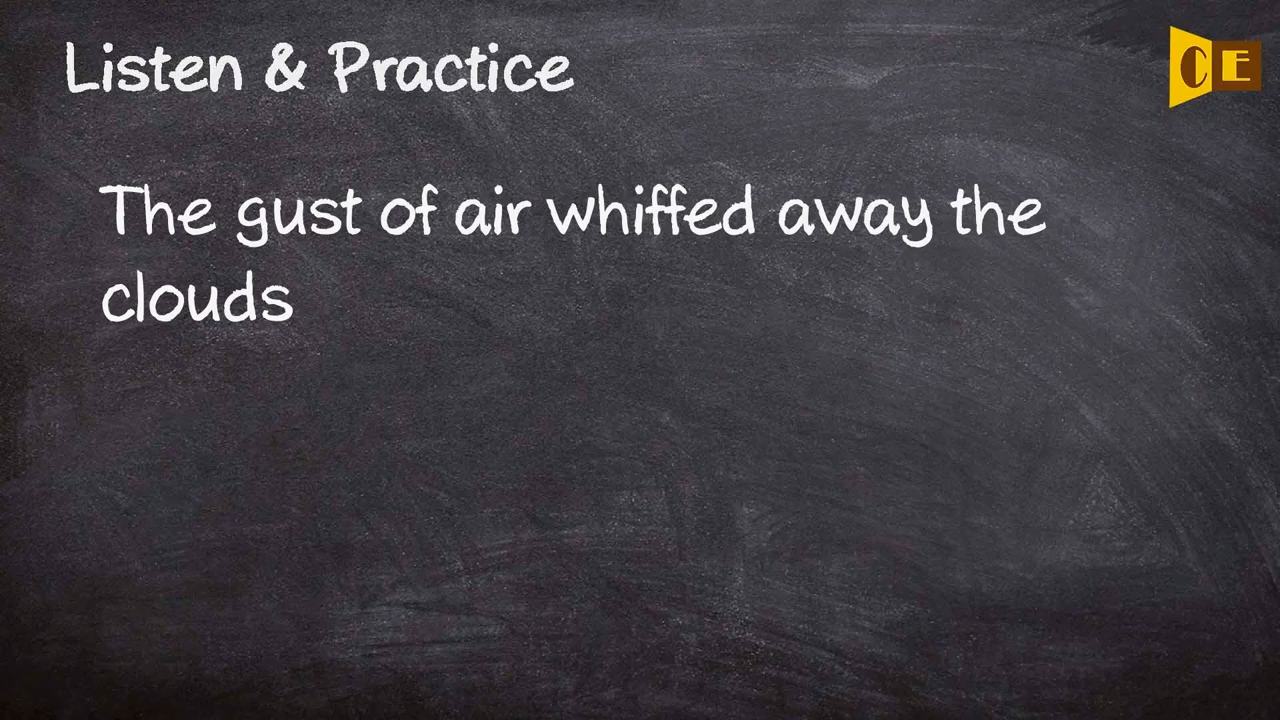 Listen & Practice
CE
The gust of air whiffed away the
clouds